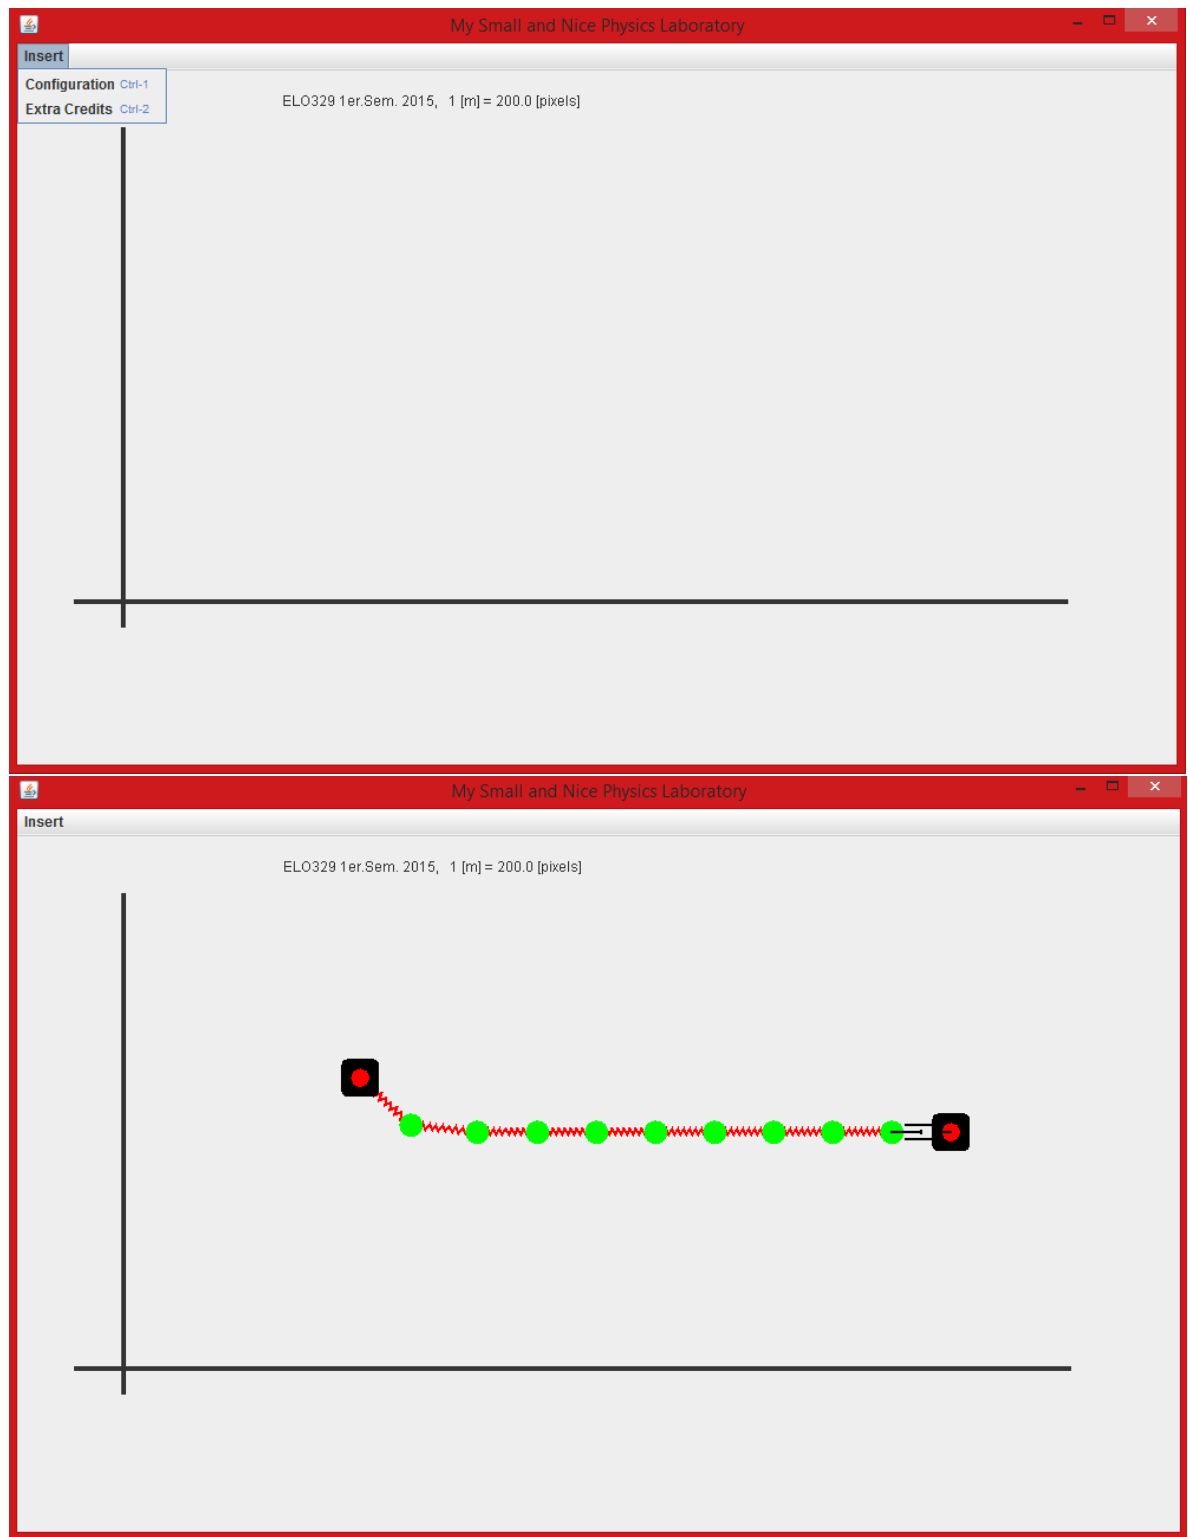 My Small and Nice Physics Laboratory
Insert
Configuration Ctrl-1
Extra Credits Ctrl-2
ELO329 1er.Sem. 2015, 1 [m] = 200.0 [pixels]
My Small and Nice Physics Laboratory
Insert
ELO329 1er.Sem. 2015, 1 [m] = 200.0 [pixels]